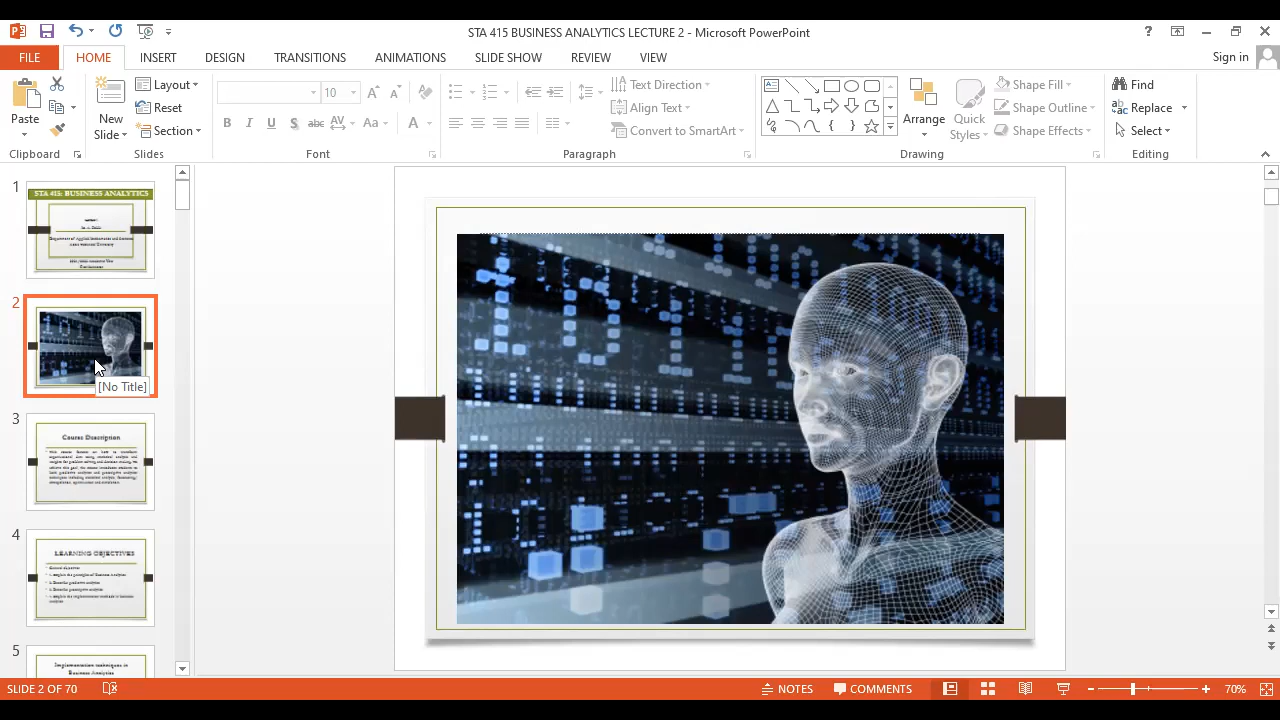 STA 415 BUSINESS ANALYTICS LECTURE 2 - Microsoft PowerPoint
?
FILE HOME INSERT DESIGN TRANSITIONS ANIMATIONS SLIDE SHOW REVIEW VIEW Sign in
Paste
New
Slide
Layout
Reset
Section
10
B I U S abc AV Aa A
Text Direction
Align Text
Convert to SmartArt
Arrange
Quick
Styles
Shape Fill
Shape Outline
Shape Effects
Find
Replace
Select
Clipboard Slides Font Paragraph Drawing Editing
1
STA 415: BUSINESS ANALYTICS
2
[No Title]
3
Course Description
4
LEARNING OBJECTIVES
5
Implementation techniques in
Business Analytics
SLIDE 2 OF 70 NOTES COMMENTS 70%